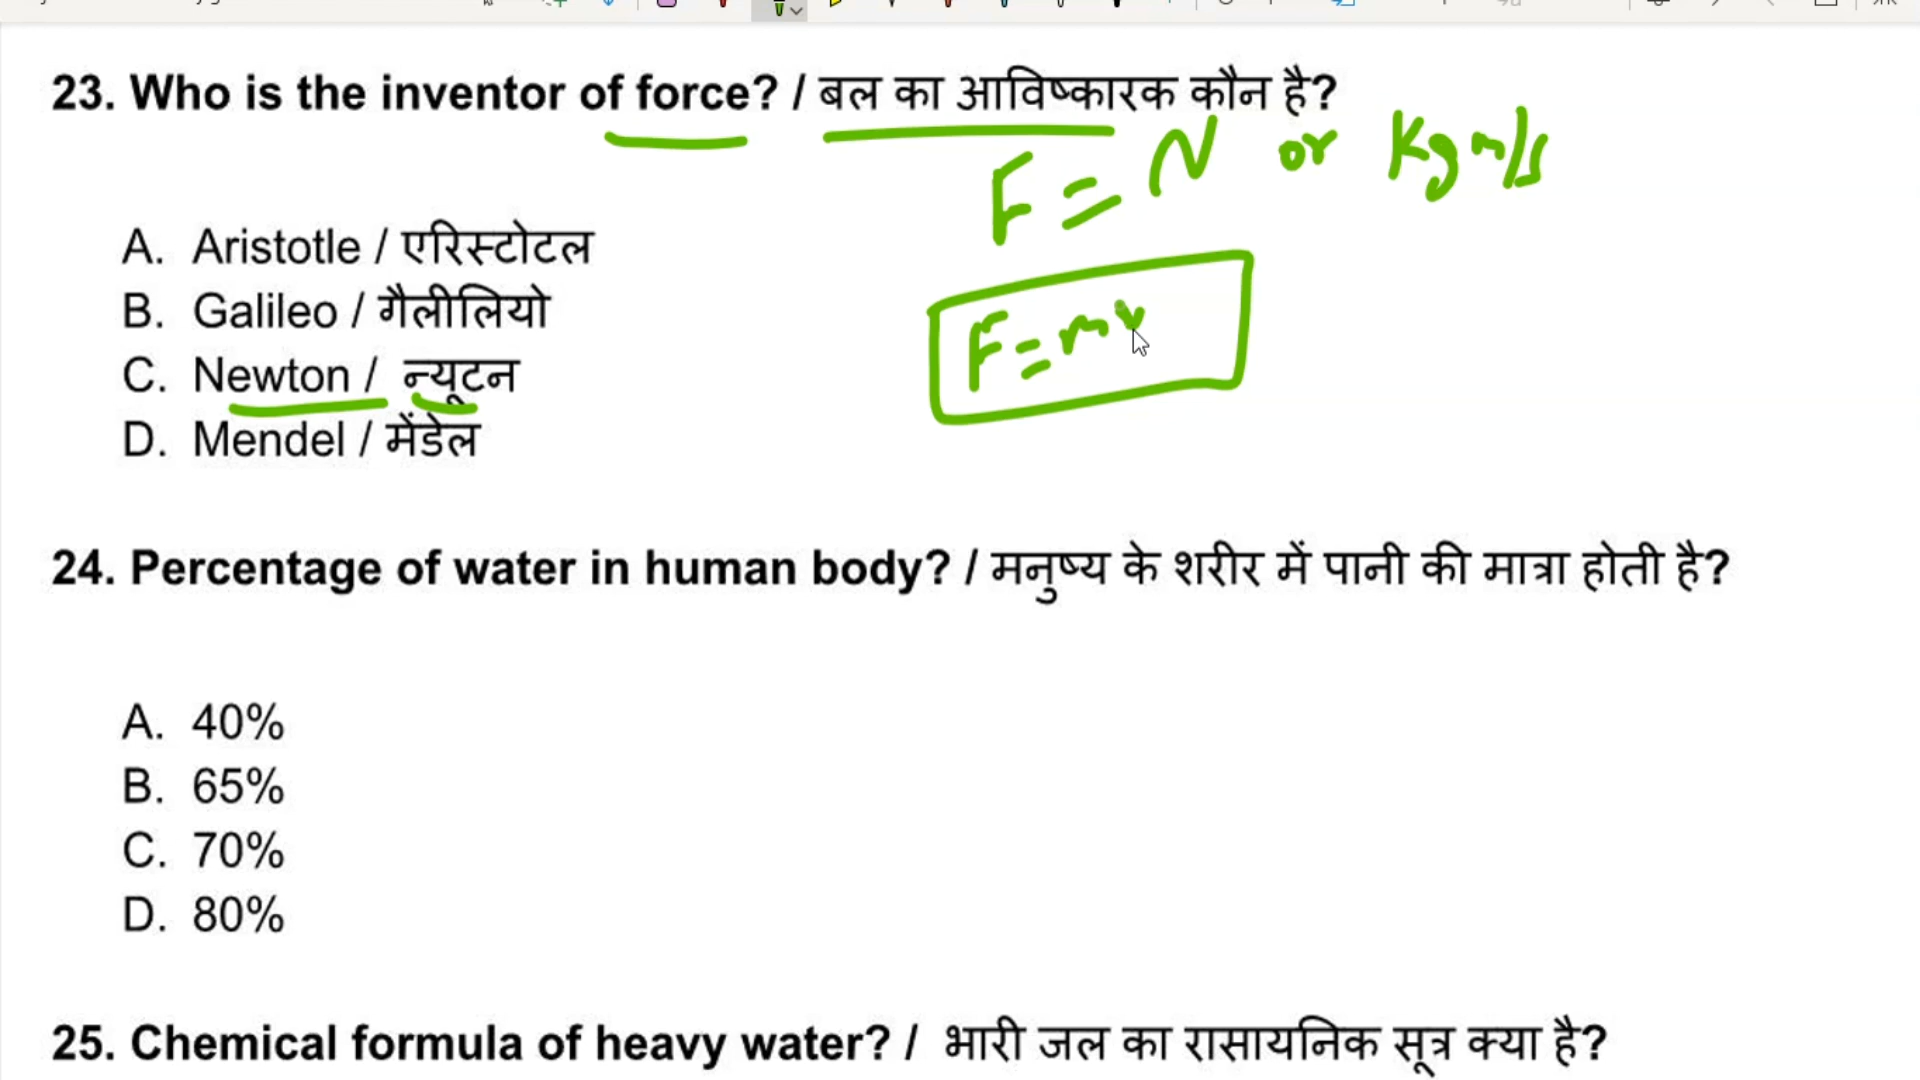 23. Who is the inventor of force? / बल का आविष्कारक कौन है?
F = N or Kg m/s
A. Aristotle / एरिस्टोटल
B. Galileo / गैलीलियो
F = mv
C. Newton / न्यूटन
D. Mendel / मेंडेल
24. Percentage of water in human body? / मनुष्य के शरीर में पानी की मात्रा होती है?
A. 40%
B. 65%
C. 70%
D. 80%
25. Chemical formula of heavy water? / भारी जल का रासायनिक सूत्र क्या है?